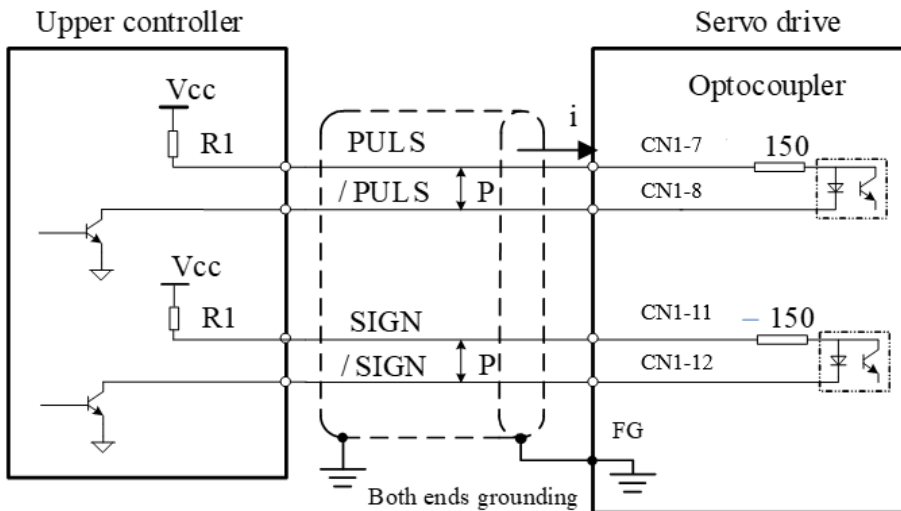 Upper controller
Servo drive
Vcc
Optocoupler
R1
PULS
i
CN1-7
150
/PULS
P
CN1-8
Vcc
R1
SIGN
CN1-11
150
/SIGN
P
CN1-12
FG
Both ends grounding